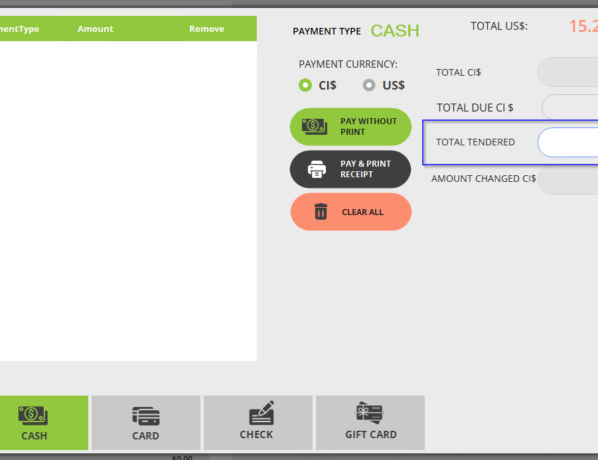 mentType Amount Remove
PAYMENT TYPE CASH
TOTAL US$: 15.2
PAYMENT CURRENCY:
CI$ US$
TOTAL CI$
TOTAL DUE CI $
PAY WITHOUT
PRINT
TOTAL TENDERED
PAY & PRINT
RECEIPT
AMOUNT CHANGED CI$
CLEAR ALL
CASH CARD CHECK GIFT CARD
$0.00